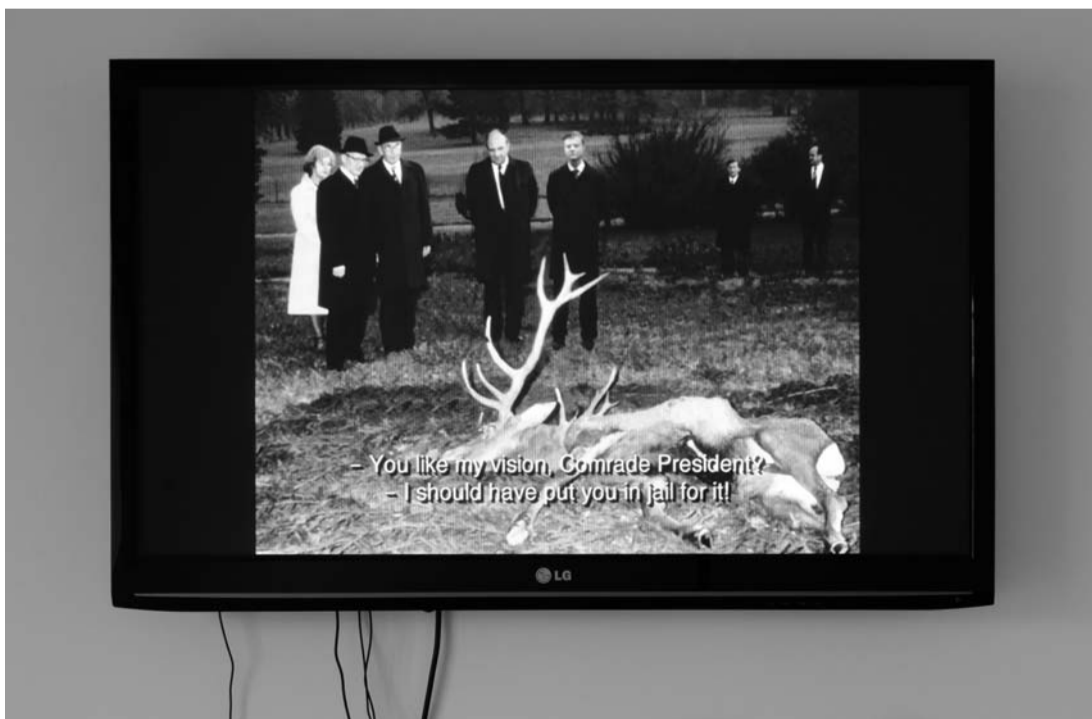 – You like my vision, Comrade President?
– I should have put you in jail for it!
LG